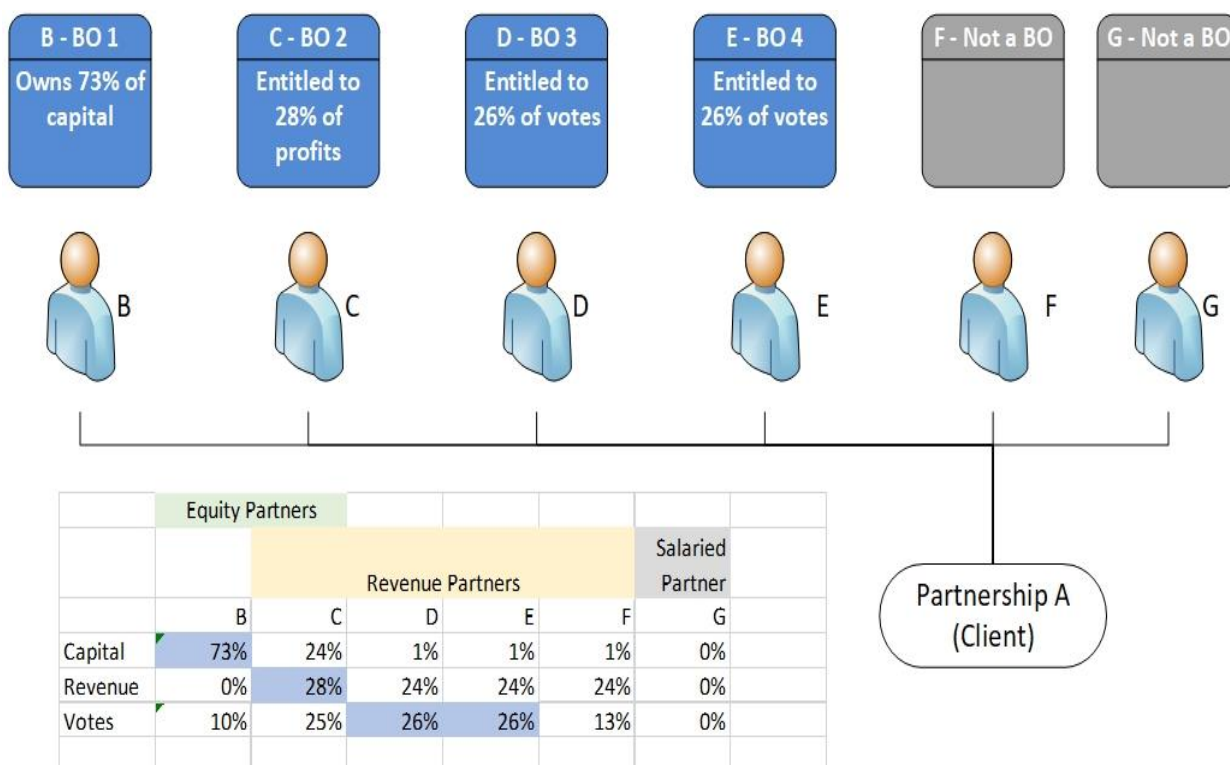 B - BO 1
Owns 73% of
capital
C - BO 2
Entitled to
28% of
profits
D - BO 3
Entitled to
26% of votes
E - BO 4
Entitled to
26% of votes
F - Not a BO
G - Not a BO
B
C
D
E
F
G
Equity Partners
Salaried
Revenue Partners Partner
B C D E F G
Capital 73% 24% 1% 1% 1% 0%
Revenue 0% 28% 24% 24% 24% 0%
Votes 10% 25% 26% 26% 13% 0%
Partnership A
(Client)